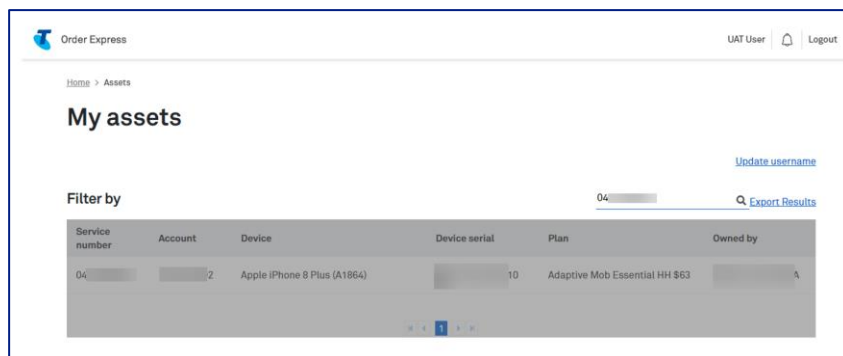 Order Express
UAT User
Logout
Home > Assets
My assets
Update username
Filter by
04
Export Results
Service number
Account
Device
Device serial
Plan
Owned by
04
2
Apple iPhone 8 Plus (A1864)
10
Adaptive Mob Essential HH $63
A
« ‹ 1 › »